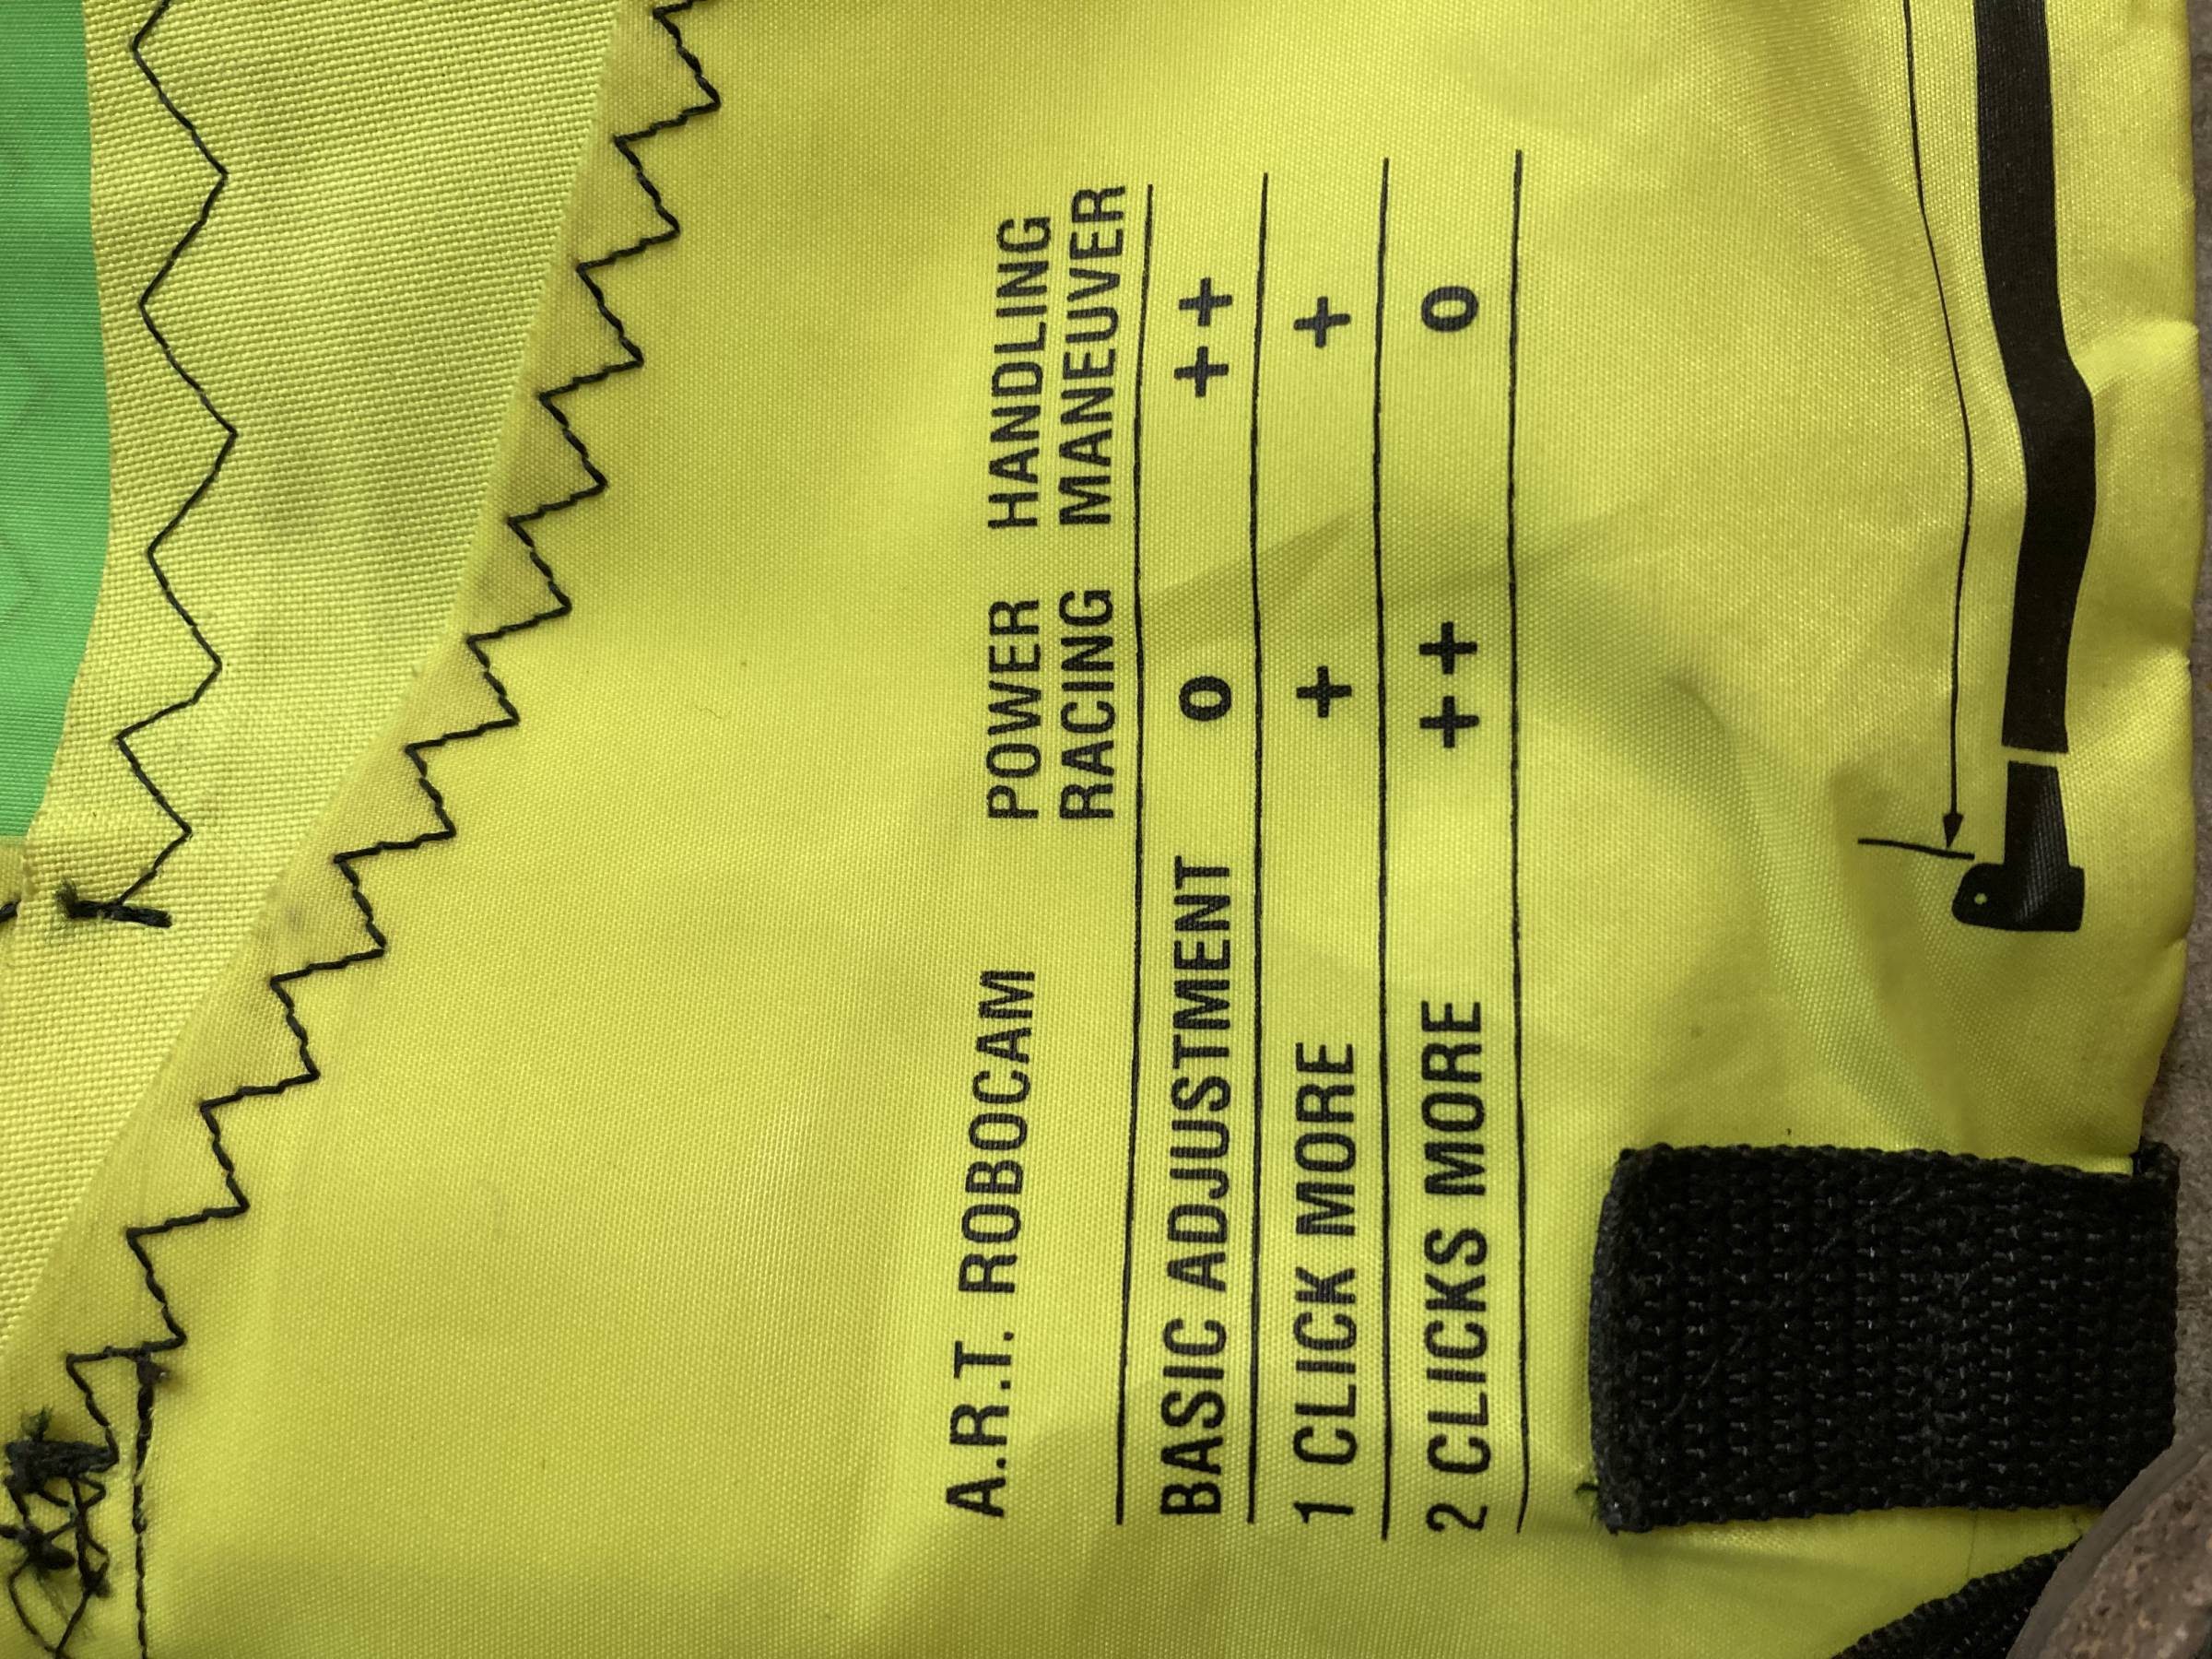 A.R.T. ROBOCAM POWER HANDLING
RACING MANEUVER
BASIC ADJUSTMENT o ++
1 CLICK MORE + +
2 CLICKS MORE ++ o